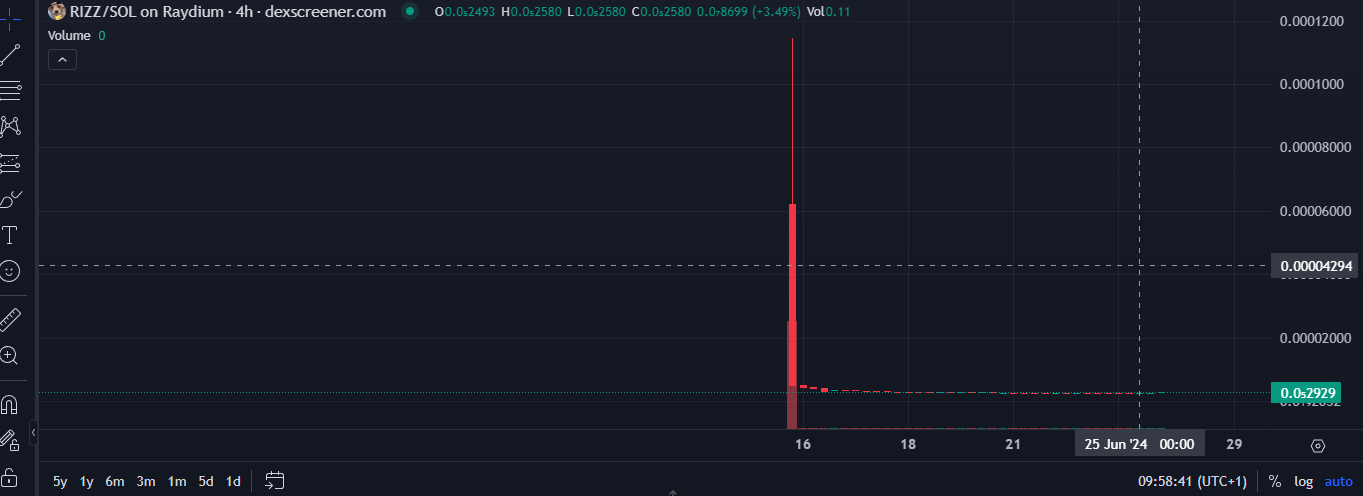 RIZZ/SOL on Raydium · 4h · dexscreener.com O0.0₅2493 H0.0₅2580 L0.0₅2580 C0.0₅2580 0.0₇8699 (+3.49%) Vol0.11
Volume 0
0.0001200
0.0001000
0.00008000
0.00006000
0.00004294
0.00002000
0.0₅2929
16 18 21 25 Jun '24 00:00 29
5y 1y 6m 3m 1m 5d 1d 09:58:41 (UTC+1) % log auto